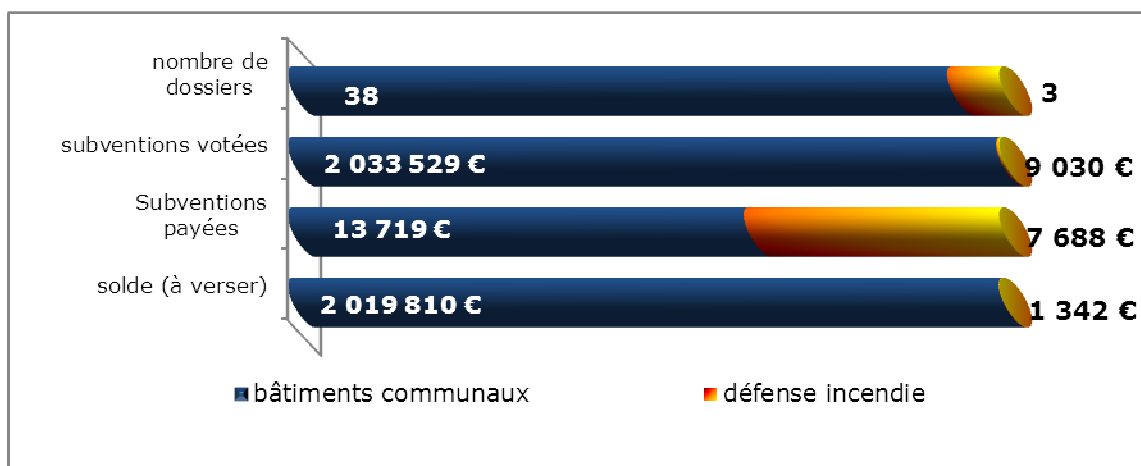 nombre de
dossiers
38
3
subventions votées
2 033 529 €
9 030 €
Subventions
payées
13 719 €
7 688 €
solde (à verser)
2 019 810 €
1 342 €
bâtiments communaux
défense incendie